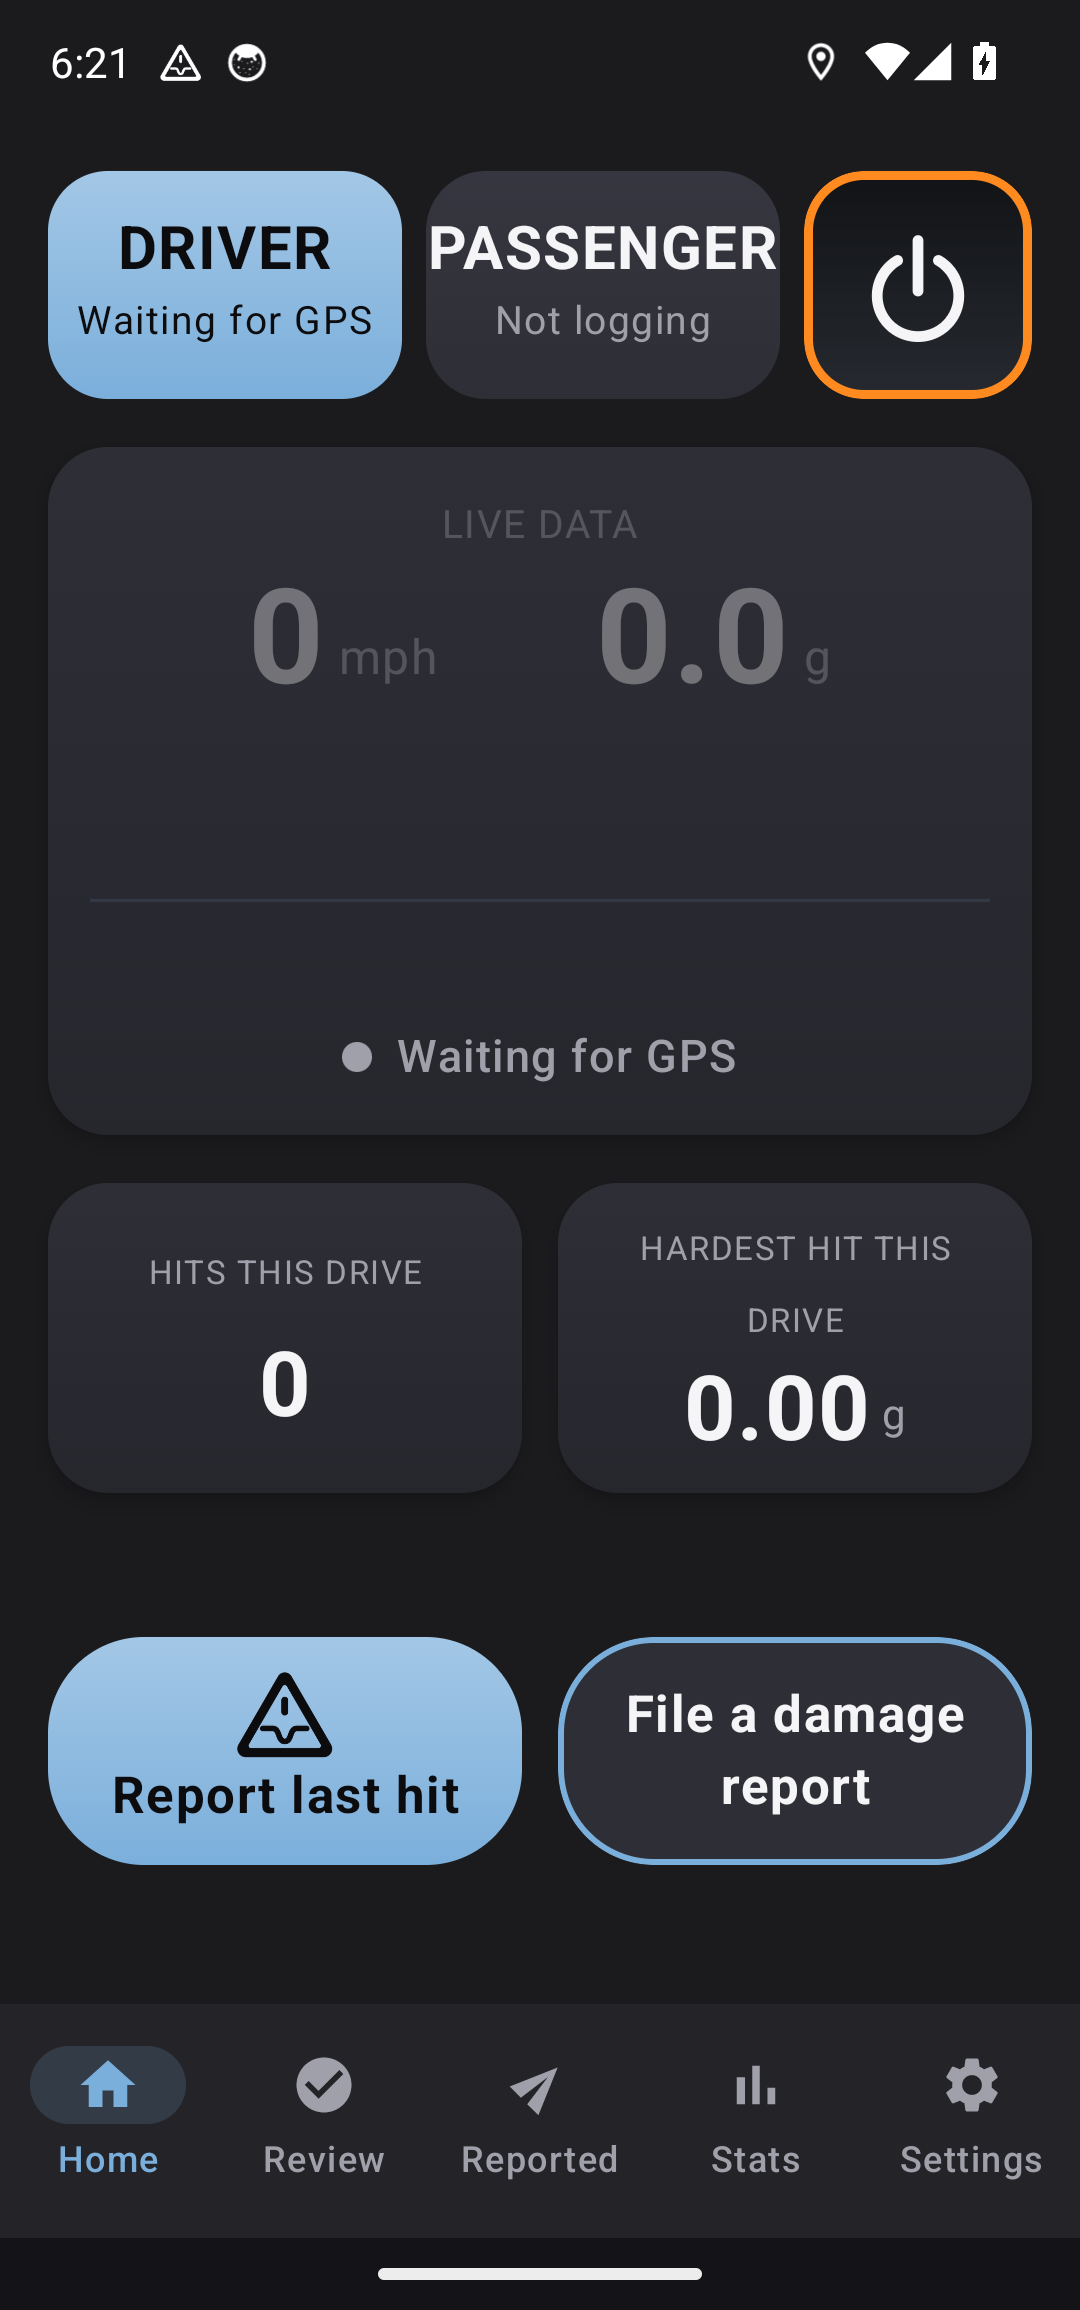 6:21
DRIVER
Waiting for GPS
PASSENGER
Not logging
LIVE DATA
0 mph
0.0 g
Waiting for GPS
HITS THIS DRIVE
0
HARDEST HIT THIS
DRIVE
0.00 g
Report last hit
File a damage
report
Home
Review
Reported
Stats
Settings